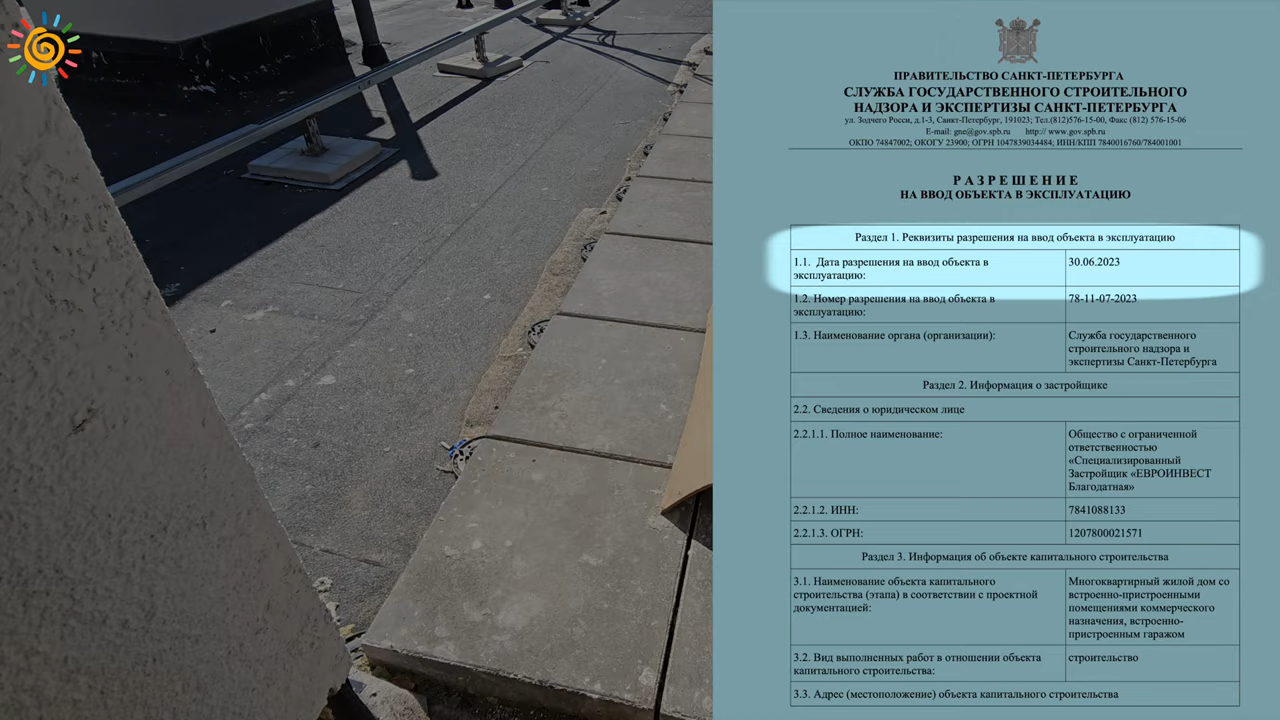 ПРАВИТЕЛЬСТВО САНКТ-ПЕТЕРБУРГА
СЛУЖБА ГОСУДАРСТВЕННОГО СТРОИТЕЛЬНОГО
НАДЗОРА И ЭКСПЕРТИЗЫ САНКТ-ПЕТЕРБУРГА
ул. Зодчего Росси, д.1-3, Санкт-Петербург, 191023; Тел.(812)576-15-00, Факс (812) 576-15-06
E-mail: gne@gov.spb.ru http:// www.gov.spb.ru
ОКПО 74847002; ОКОГУ 23900; ОГРН 1047839034484, ИНН/КПП 7840016760/784001001
РАЗРЕШЕНИЕ
НА ВВОД ОБЪЕКТА В ЭКСПЛУАТАЦИЮ
Раздел 1. Реквизиты разрешения на ввод объекта в эксплуатацию
1.1. Дата разрешения на ввод объекта в
эксплуатацию:
30.06.2023
1.2. Номер разрешения на ввод объекта в
эксплуатацию:
78-11-07-2023
1.3. Наименование органа (организации):
Служба государственного
строительного надзора и
экспертизы Санкт-Петербурга
Раздел 2. Информация о застройщике
2.2. Сведения о юридическом лице
2.2.1.1. Полное наименование:
Общество с ограниченной
ответственностью
«Специализированный
Застройщик «ЕВРОИНВЕСТ
Благодатная»
2.2.1.2. ИНН:
7841088133
2.2.1.3. ОГРН:
1207800021571
Раздел 3. Информация об объекте капитального строительства
3.1. Наименование объекта капитального
строительства (этапа) в соответствии с проектной
документацией:
Многоквартирный жилой дом со
встроенно-пристроенными
помещениями коммерческого
назначения, встроенно-
пристроенным гаражом
3.2. Вид выполненных работ в отношении объекта
капитального строительства:
строительство
3.3. Адрес (местоположение) объекта капитального строительства